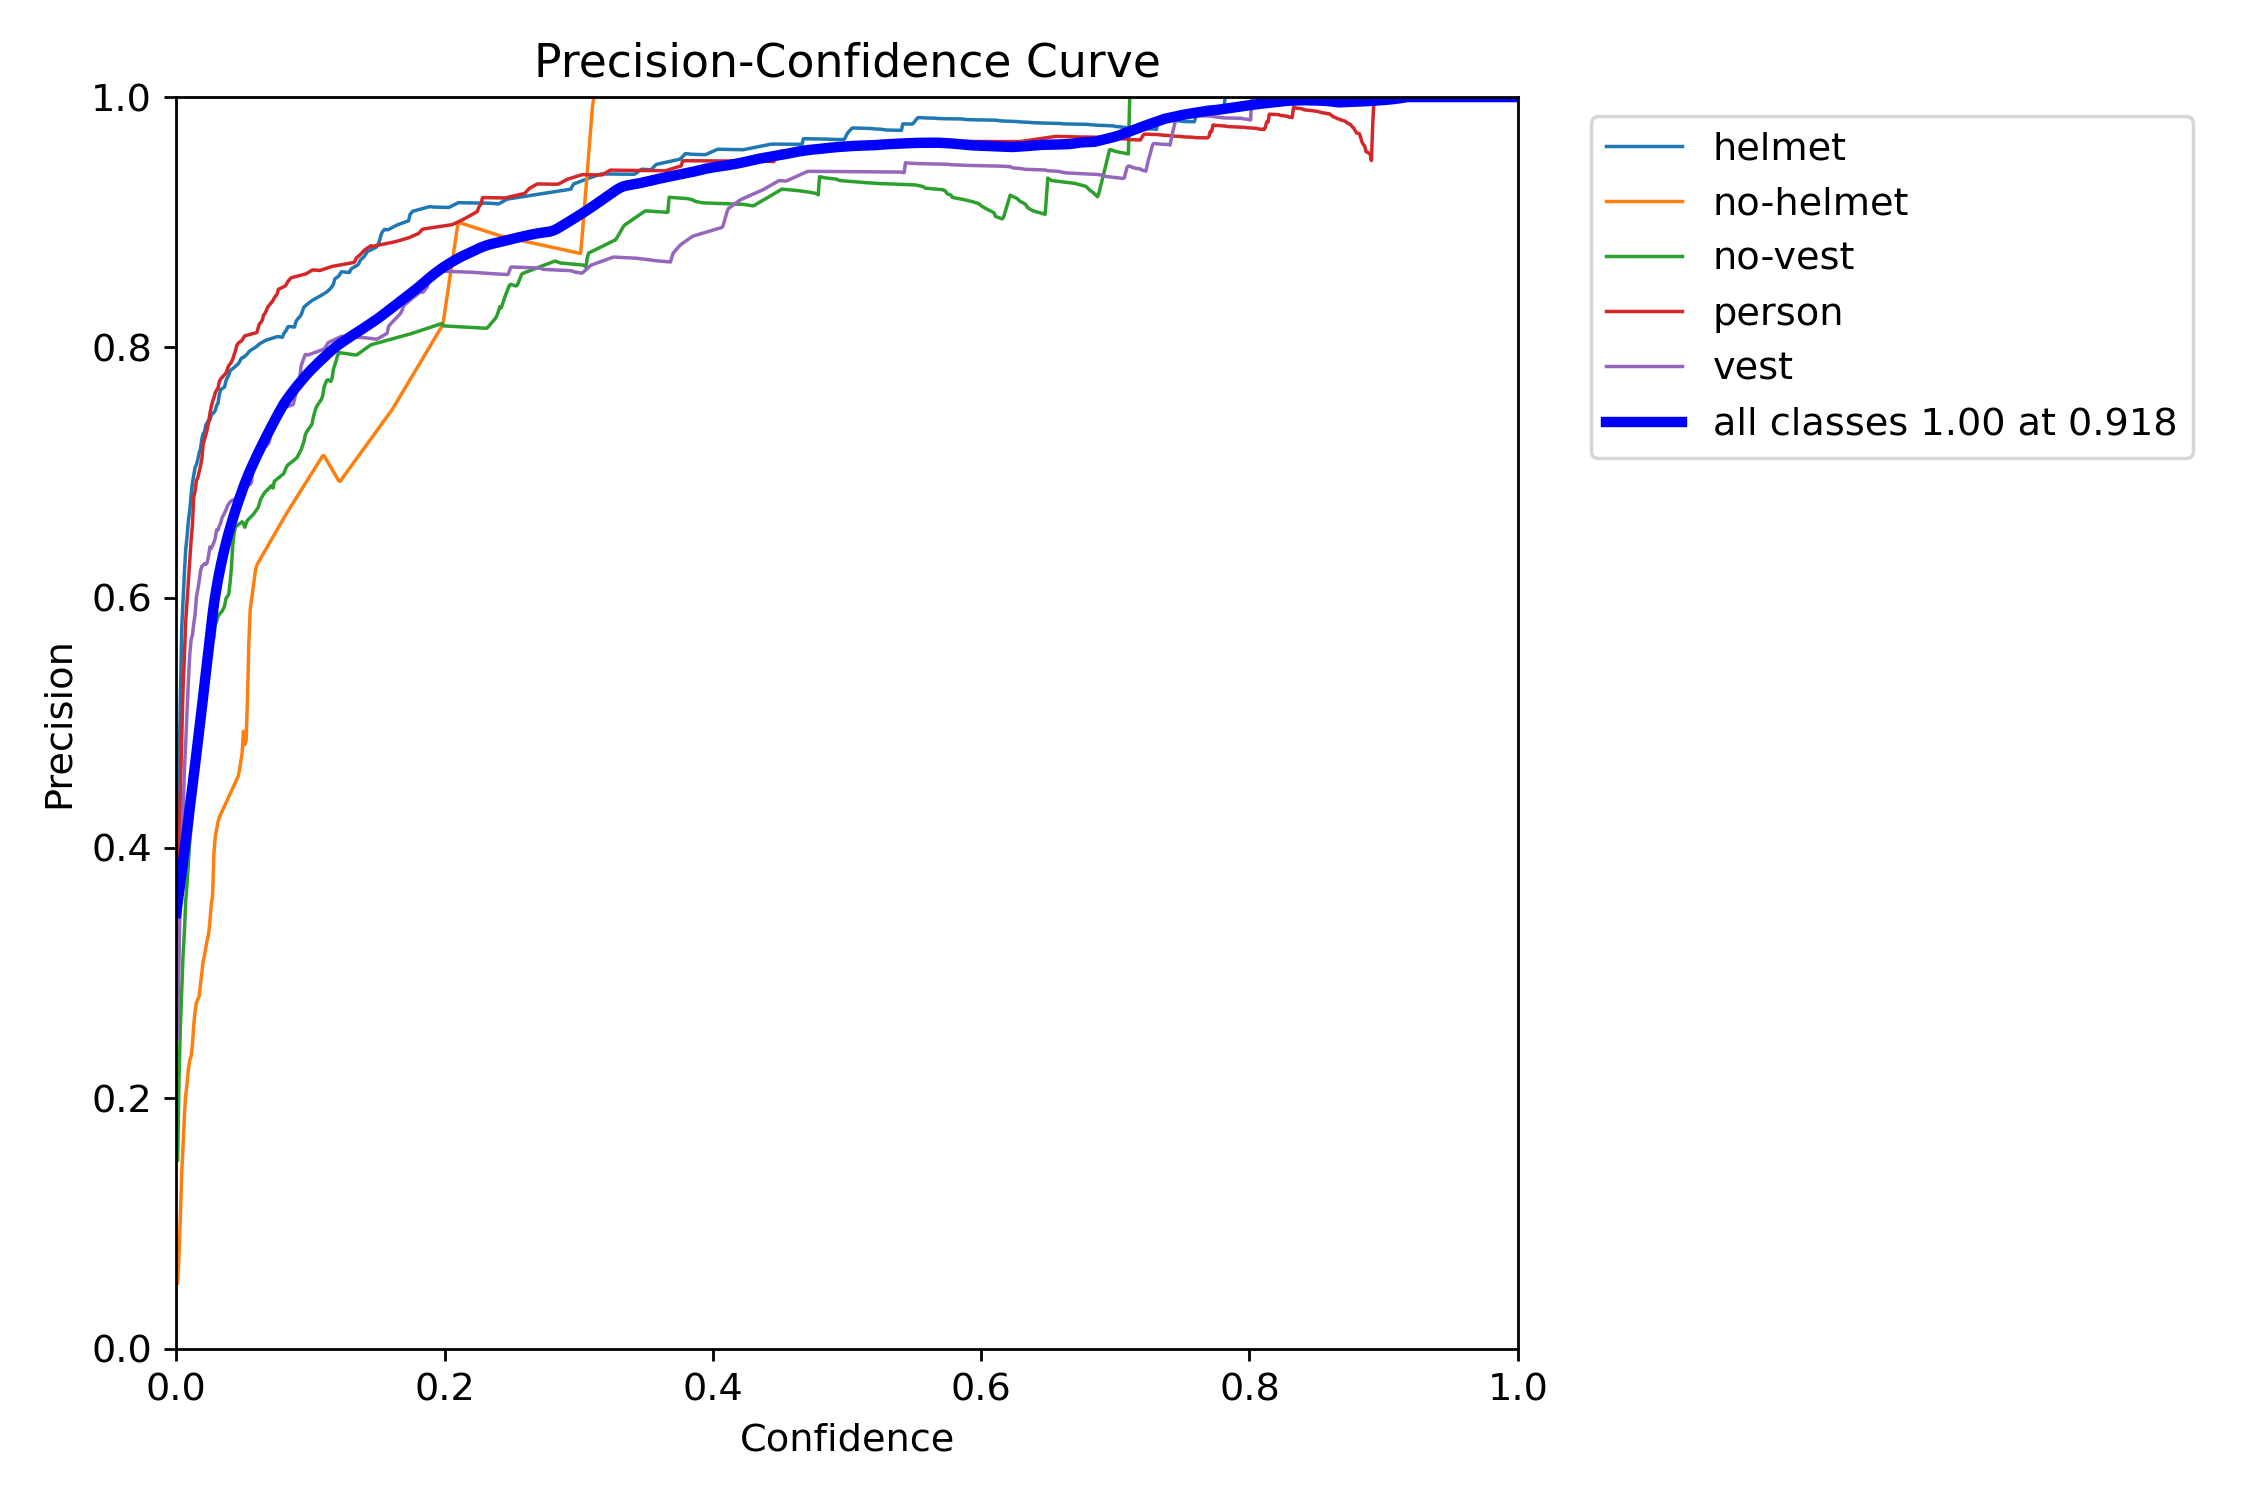 Precision-Confidence Curve
1.0
0.8
0.6
0.4
0.2
0.0
Precision
0.0 0.2 0.4 0.6 0.8 1.0
Confidence
helmet
no-helmet
no-vest
person
vest
all classes 1.00 at 0.918